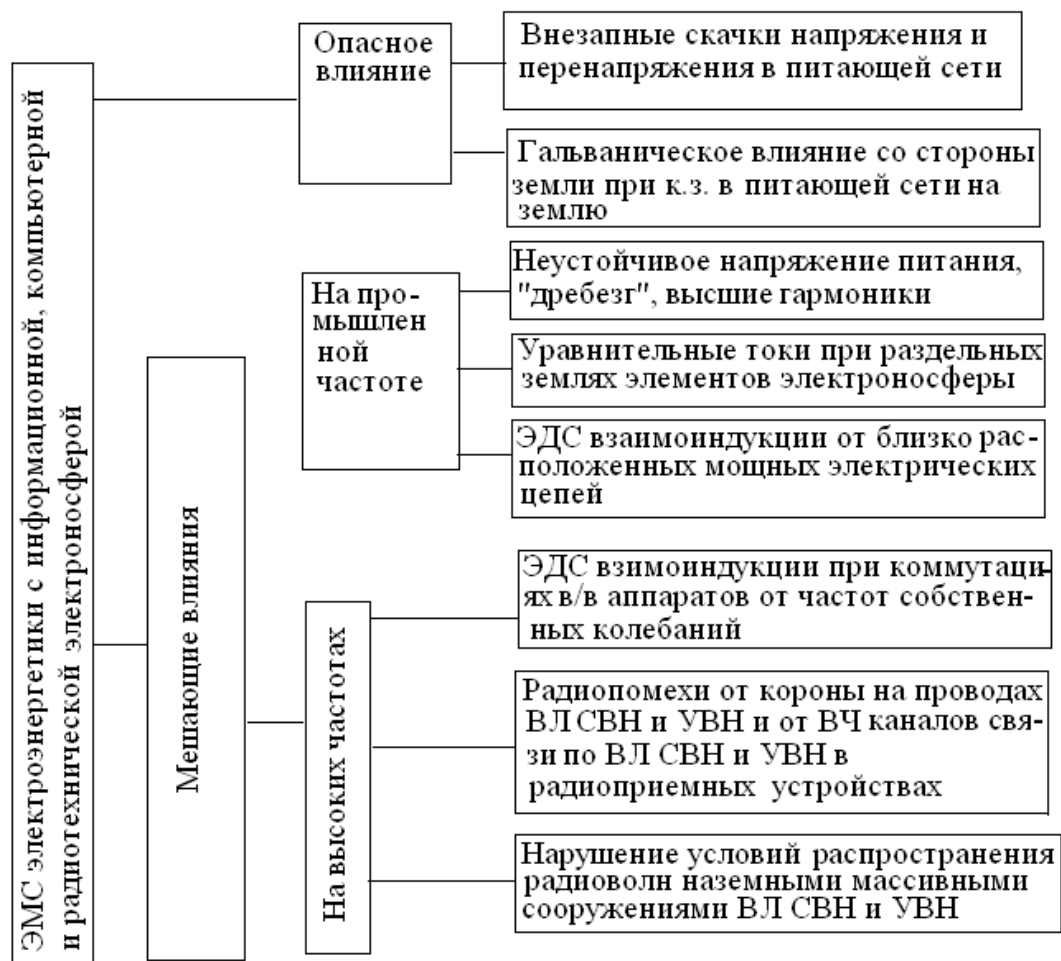 ЭМС электроэнергетики с информационной, компьютерной
и радиотехнической электроносферой
Опасное
влияние
Внезапные скачки напряжения и
перенапряжения в питающей сети
Гальваническое влияние со стороны
земли при к.з. в питающей сети на
землю
Мешающие влияния
На про-
мышлен
ной
частоте
Неустойчивое напряжение питания,
"дребезг", высшие гармоники
Уравнительные токи при раздельных
землях элементов электроносферы
ЭДС взаимоиндукции от близко рас-
положенных мощных электрических
цепей
На высоких частотах
ЭДС взимоиндукции при коммутаци-
ях в/в аппаратов от частот собствен-
ных колебаний
Радиопомехи от короны на проводах
ВЛ СВН и УВН и от ВЧ каналов свя-
зи по ВЛ СВН и УВН в
радиоприемных устройствах
Нарушение условий распространения
радиоволн наземными массивными
сооружениями ВЛ СВН и УВН